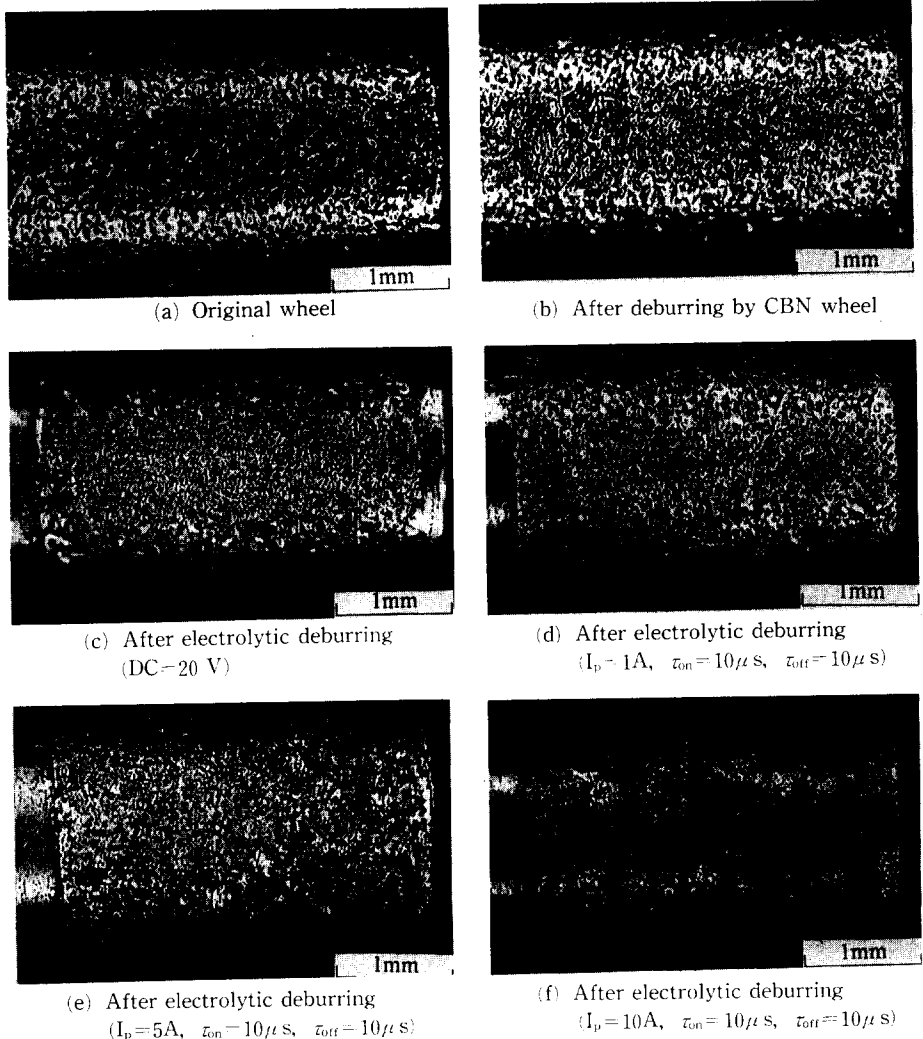 1mm
1mm
(a) Original wheel
(b) After deburring by CBN wheel
1mm
1mm
(c) After electrolytic deburring
(DC-20 V)
(d) After electrolytic deburring
(Ip-1A, τon=10μs, τoff=10μs)
1mm
1mm
(e) After electrolytic deburring
(Ip=5A, τon-10μs, τoff=10μs)
(f) After electrolytic deburring
(Ip=10A, τon=10μs, τoff=10μs)